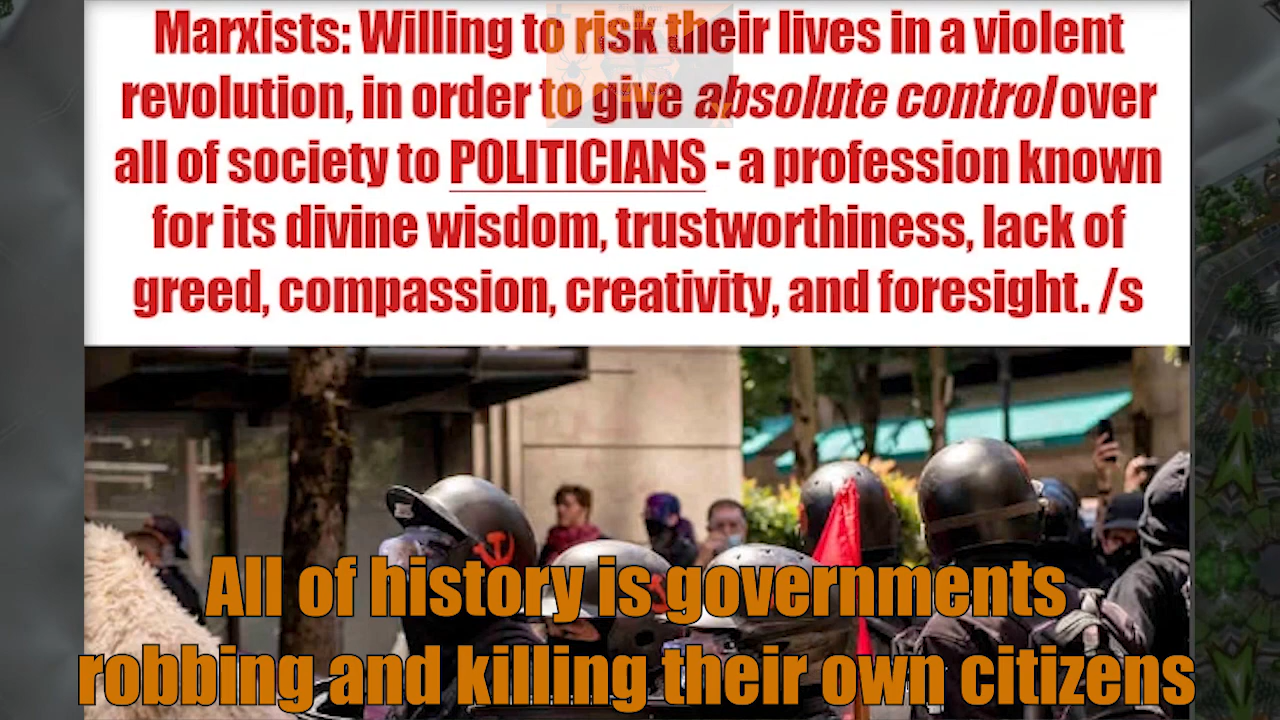 Marxists: Willing to risk their lives in a violent
revolution, in order to give absolute control over
all of society to POLITICIANS - a profession known
for its divine wisdom, trustworthiness, lack of
greed, compassion, creativity, and foresight. /s
All of history is governments
robbing and killing their own citizens